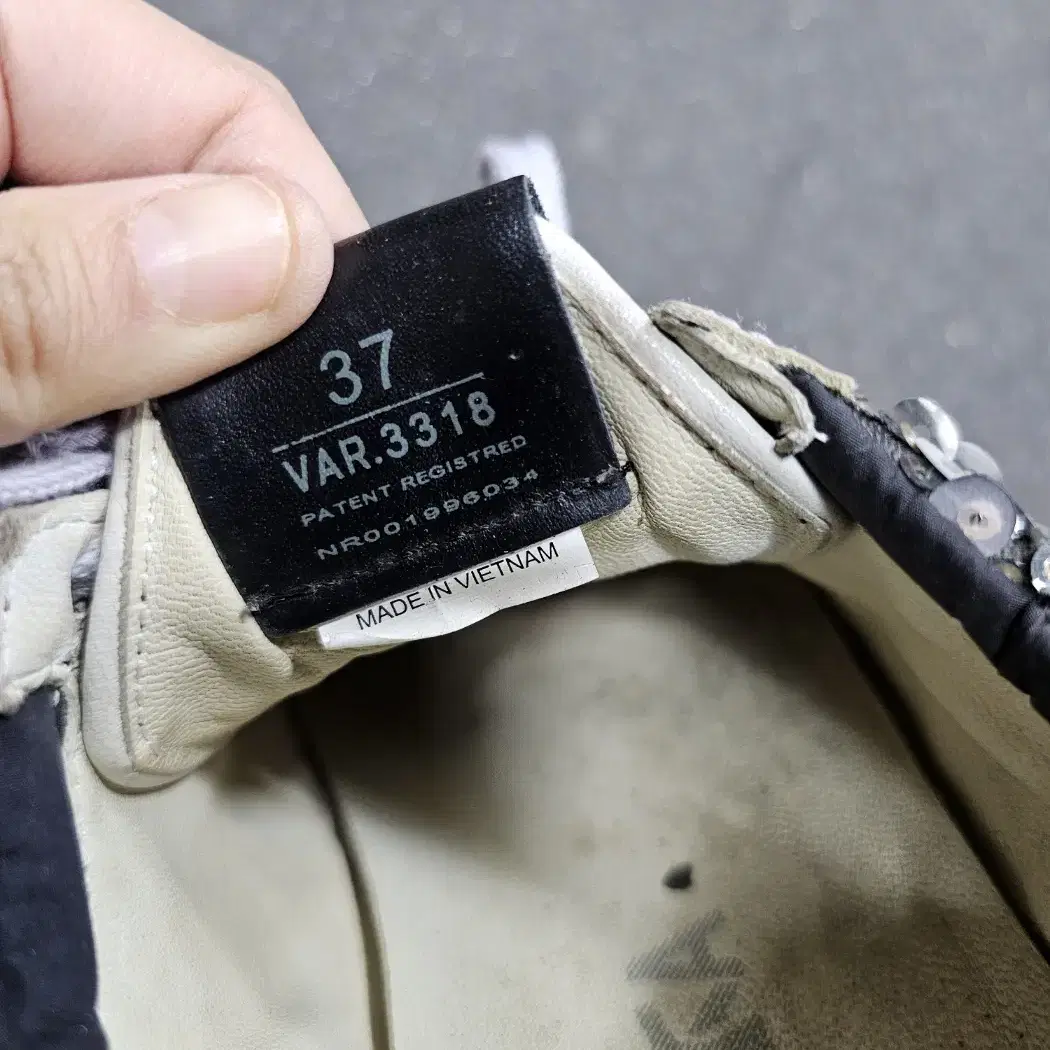 37
VAR.3318
PATENT REGISTRED
NR001996034
MADE IN VIETNAM